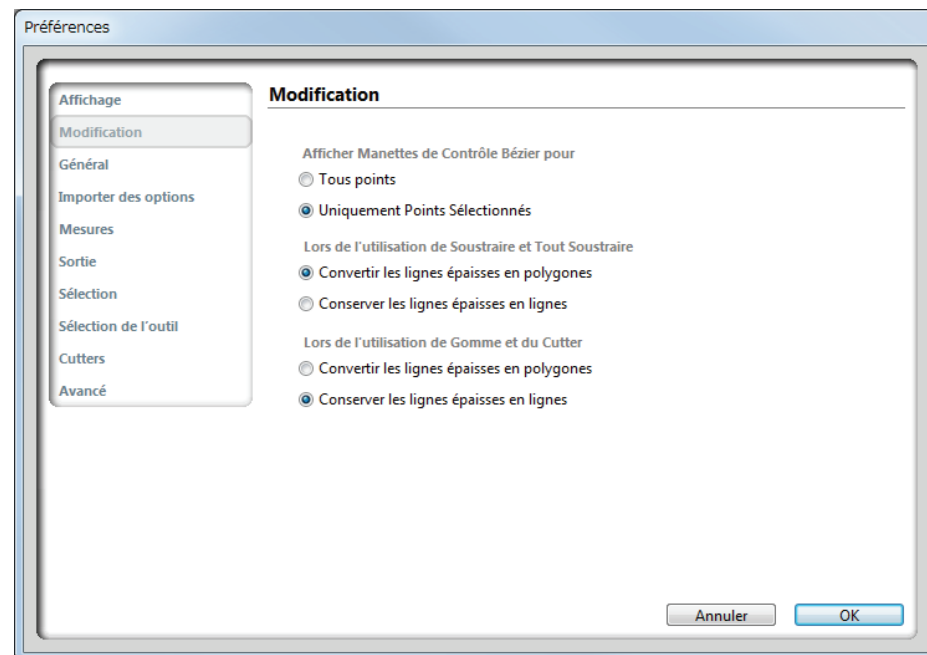 Préférences
Affichage
Modification
Général
Importer des options
Mesures
Sortie
Sélection
Sélection de l'outil
Cutters
Avancé
Modification
Afficher Manettes de Contrôle Bézier pour
Tous points
Uniquement Points Sélectionnés
Lors de l'utilisation de Soustraire et Tout Soustraire
Convertir les lignes épaisses en polygones
Conserver les lignes épaisses en lignes
Lors de l'utilisation de Gomme et du Cutter
Convertir les lignes épaisses en polygones
Conserver les lignes épaisses en lignes
Annuler
OK